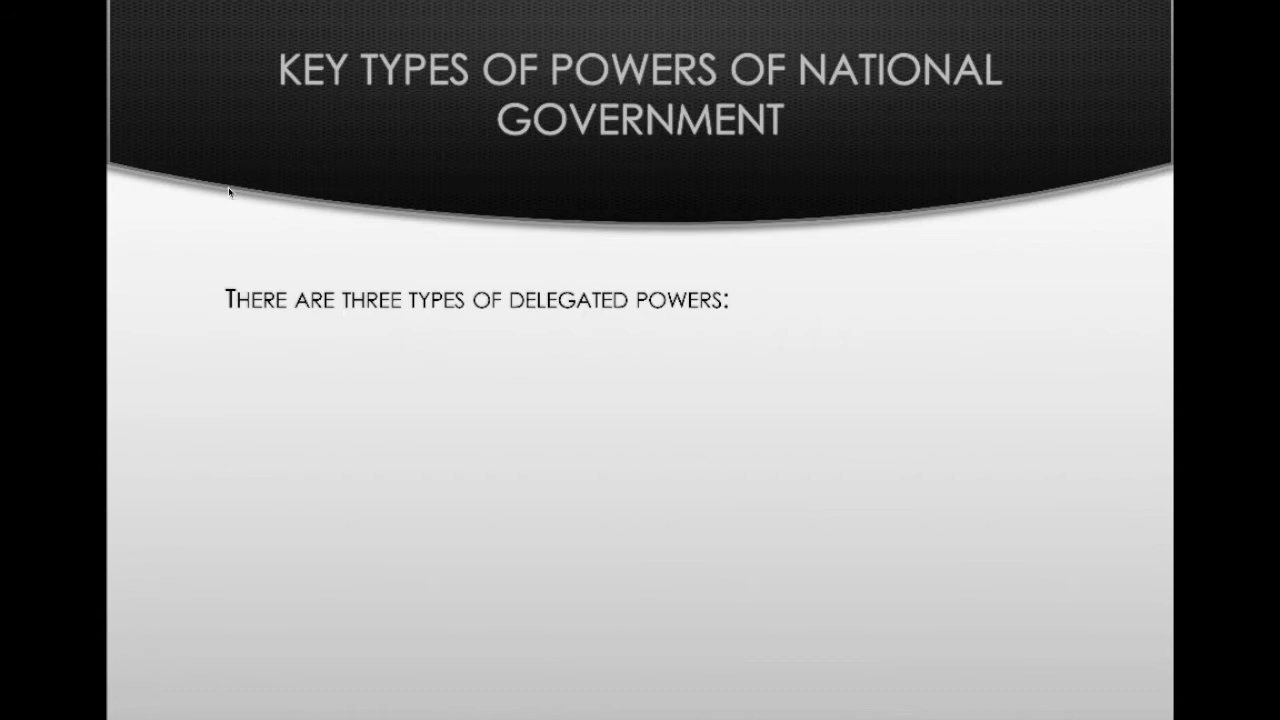 KEY TYPES OF POWERS OF NATIONAL
GOVERNMENT
THERE ARE THREE TYPES OF DELEGATED POWERS: